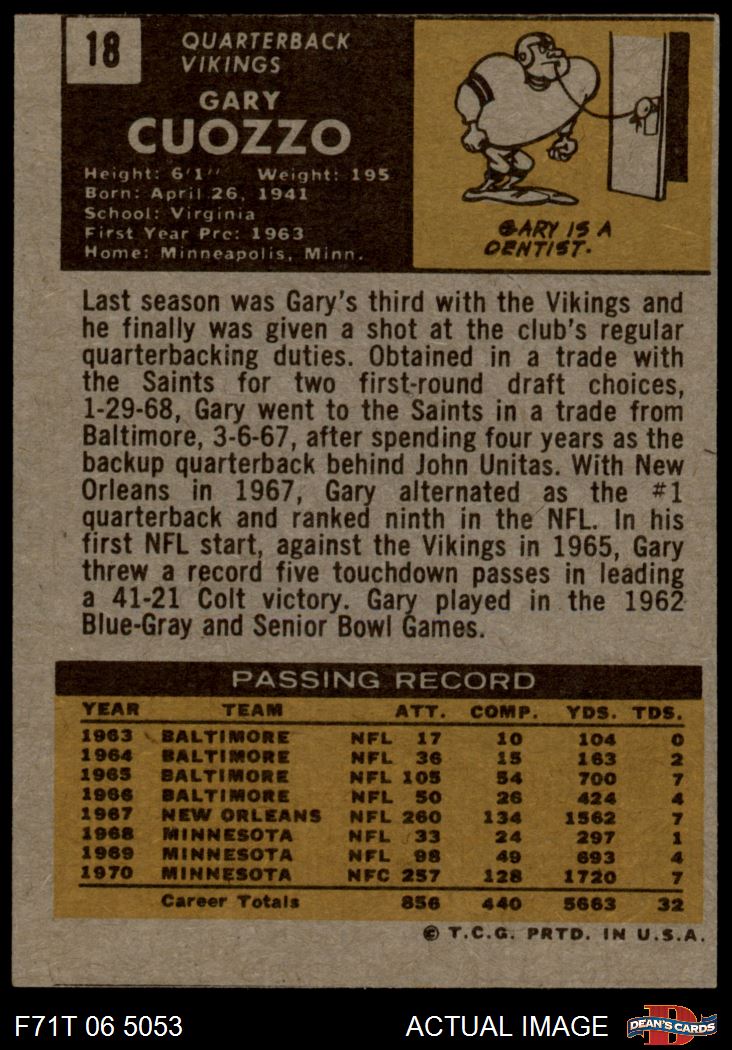 18
QUARTERBACK
VIKINGS
GARY
CUOZZO
Height: 6'1" Weight: 195
Born: April 26, 1941
School: Virginia
First Year Pro: 1963
Home: Minneapolis, Minn.
GARY IS A
DENTIST.
Last season was Gary's third with the Vikings and
he finally was given a shot at the club's regular
quarterbacking duties. Obtained in a trade with
the Saints for two first-round draft choices,
1-29-68, Gary went to the Saints in a trade from
Baltimore, 3-6-67, after spending four years as the
backup quarterback behind John Unitas. With New
Orleans in 1967, Gary alternated as the #1
quarterback and ranked ninth in the NFL. In his
first NFL start, against the Vikings in 1965, Gary
threw a record five touchdown passes in leading
a 41-21 Colt victory. Gary played in the 1962
Blue-Gray and Senior Bowl Games.
PASSING RECORD
YEAR TEAM ATT. COMP. YDS. TDS.
1963 BALTIMORE NFL 17 10 104 0
1964 BALTIMORE NFL 36 15 163 2
1965 BALTIMORE NFL 105 54 700 7
1966 BALTIMORE NFL 50 26 424 4
1967 NEW ORLEANS NFL 260 134 1562 7
1968 MINNESOTA NFL 33 24 297 1
1969 MINNESOTA NFL 98 49 693 4
1970 MINNESOTA NFC 257 128 1720 7
Career Totals 856 440 5663 32
© T.C.G. PRTD. IN U.S.A.
F71T 06 5053 ACTUAL IMAGE DEAN'S CARDS